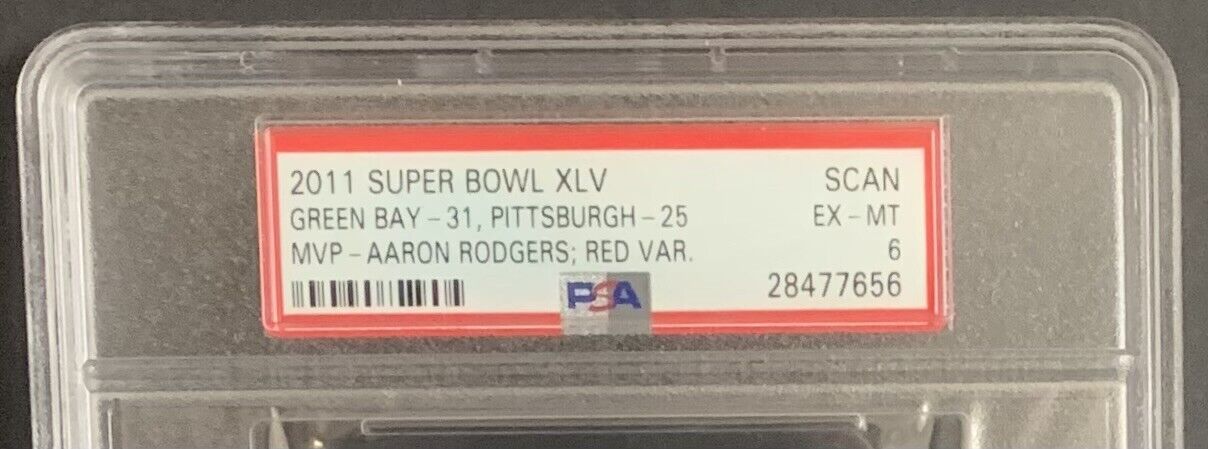 2011 SUPER BOWL XLV SCAN
GREEN BAY - 31, PITTSBURGH - 25 EX - MT
MVP - AARON RODGERS; RED VAR. 6
PSA 28477656